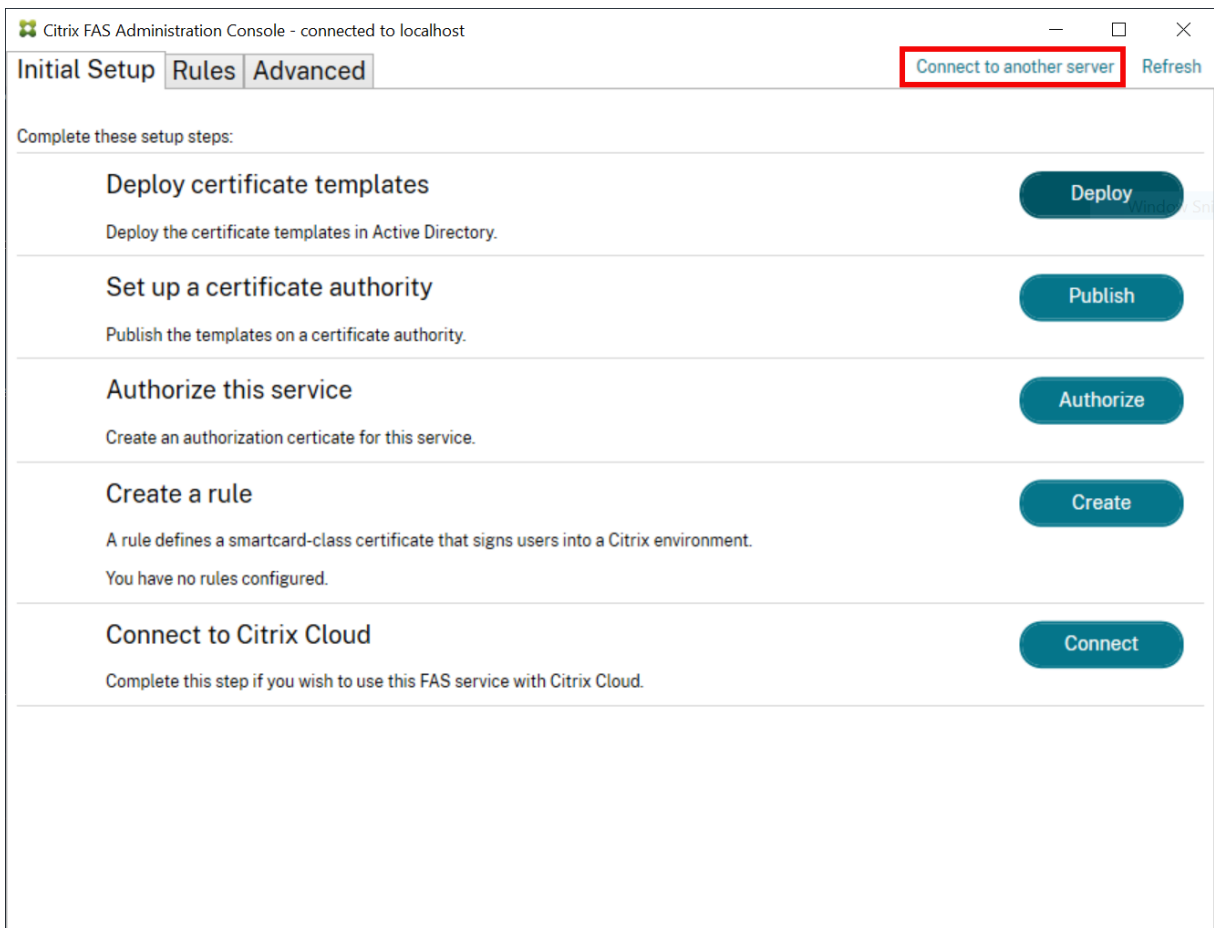 Citrix FAS Administration Console - connected to localhost
Initial Setup Rules Advanced Connect to another server Refresh
Complete these setup steps:
Deploy certificate templates
Deploy
Deploy the certificate templates in Active Directory.
Set up a certificate authority
Publish
Publish the templates on a certificate authority.
Authorize this service
Authorize
Create an authorization certicate for this service.
Create a rule
Create
A rule defines a smartcard-class certificate that signs users into a Citrix environment.
You have no rules configured.
Connect to Citrix Cloud
Connect
Complete this step if you wish to use this FAS service with Citrix Cloud.